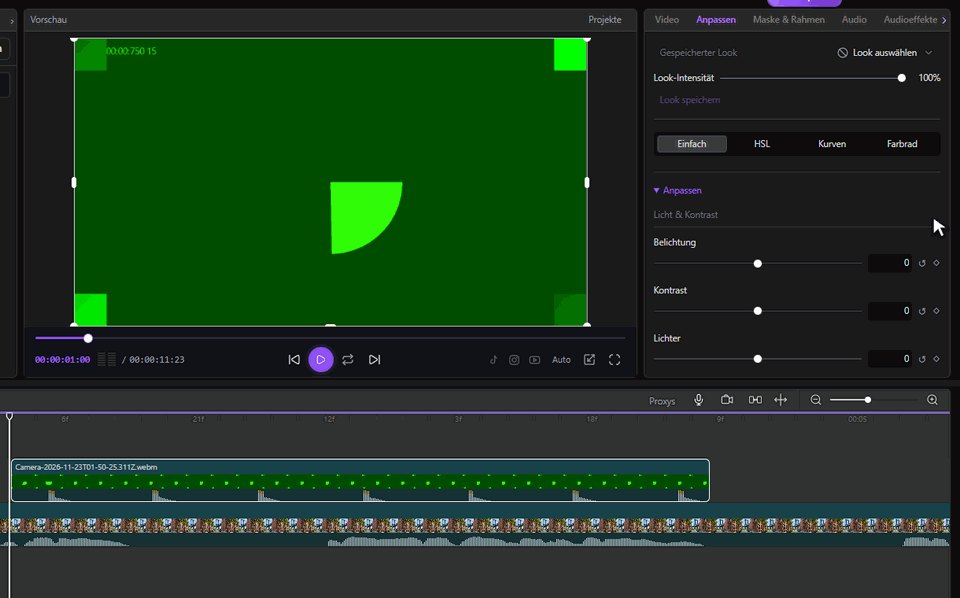 Vorschau
Projekte
00:00:750 15
00:00:01:00 / 00:00:11:23
Auto
Video Anpassen Maske & Rahmen Audio Audioeffekte
Gespeicherter Look
Look auswählen
Look-Intensität
100%
Look speichern
Einfach HSL Kurven Farbrad
Anpassen
Licht & Kontrast
Belichtung
0
Kontrast
0
Lichter
0
Proxys
6f 21f 12f 3f 18f 9f 00:05
Camera-2026-11-23T01-50-25.311Z.webm